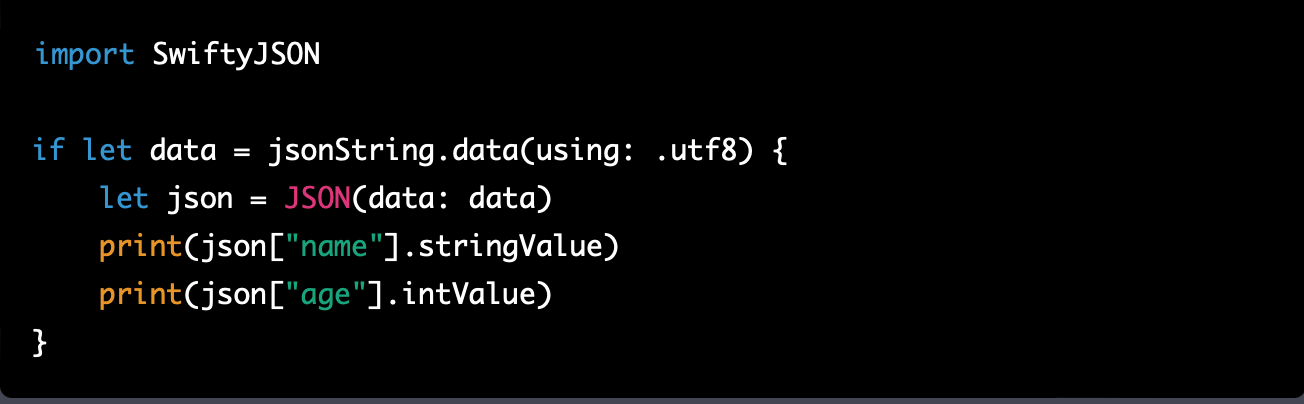 import SwiftyJSON
if let data = jsonString.data(using: .utf8) {
    let json = JSON(data: data)
    print(json["name"].stringValue)
    print(json["age"].intValue)
}